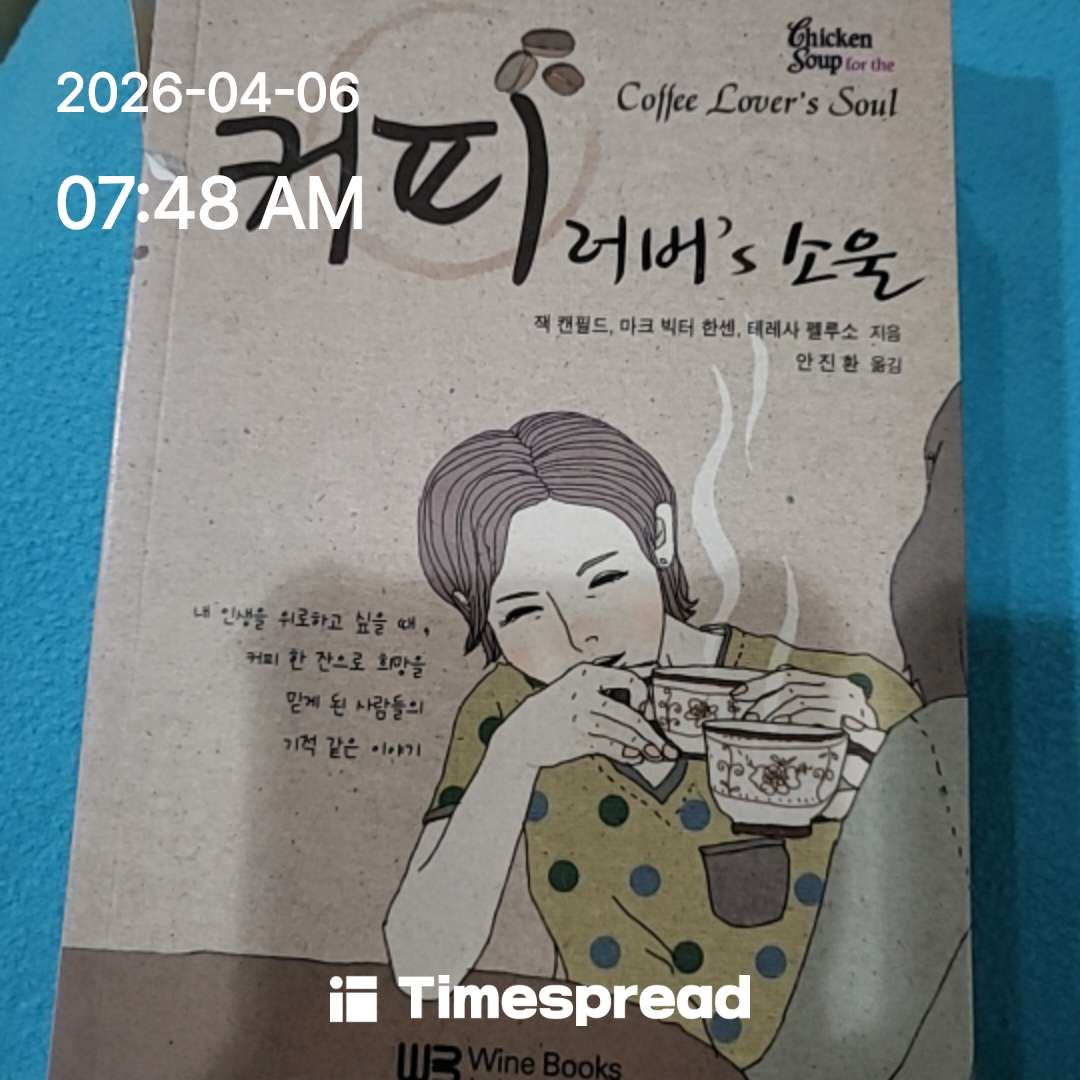 2026-04-06
07:48 AM
Chicken
Soup for the
Coffee Lover's Soul
커피
러버's 소울
잭 캔필드, 마크 빅터 한센, 테레사 펠루소 지음
안진환 옮김
내 인생을 위로하고 싶을 때,
커피 한 잔으로 희망을
믿게 된 사람들의
기적 같은 이야기
Timespread
WB Wine Books